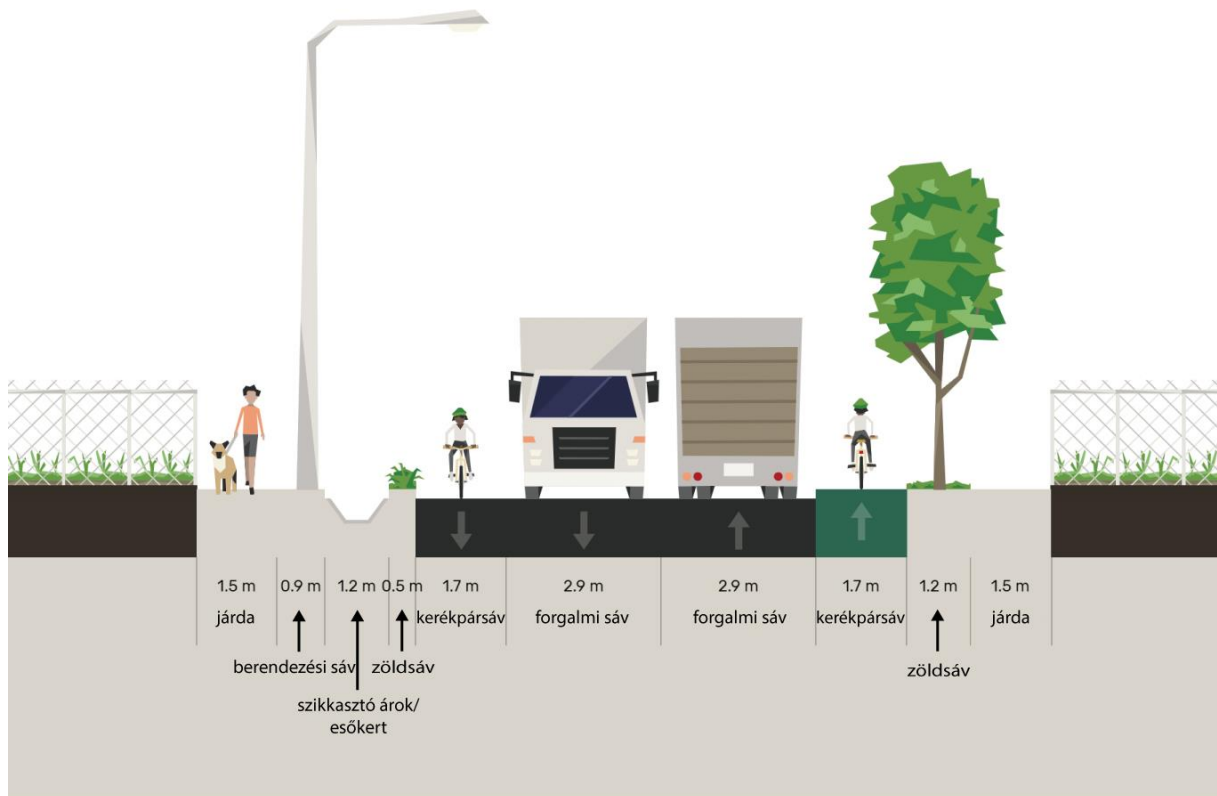 1.5 m 0.9 m 1.2 m 0.5 m 1.7 m 2.9 m 2.9 m 1.7 m 1.2 m 1.5 m
járda kerékpársáv forgalmi sáv forgalmi sáv kerékpársáv járda
berendezési sáv zöldsáv zöldsáv
szikkasztó árok/
esőkert